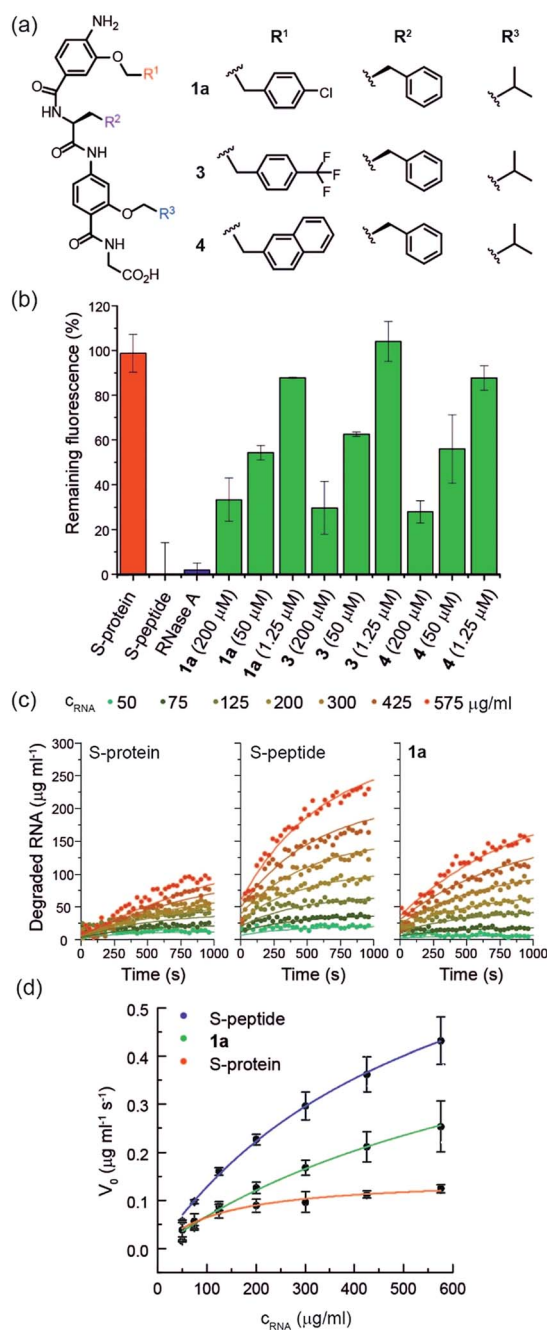 (a)
R¹ R² R³
NH₂
O
R¹
O
HN
R²
O
NH
O
R³
O
NH
CO₂H
1a
Cl
3
F
F
F
4
(b)
Remaining fluorescence (%)
120
100
80
60
40
20
0
S-protein
S-peptide
RNase A
1a (200 μM)
1a (50 μM)
1a (1.25 μM)
3 (200 μM)
3 (50 μM)
3 (1.25 μM)
4 (200 μM)
4 (50 μM)
4 (1.25 μM)
(c)
cRNA 50 75 125 200 300 425 575 μg/ml
Degraded RNA (μg ml⁻¹)
300
250
200
150
100
50
0
S-protein
S-peptide
1a
0 250 500 750 1000
0 250 500 750 1000
0 250 500 750 1000
Time (s) Time (s) Time (s)
(d)
V₀ (μg ml⁻¹ s⁻¹)
0.5
0.4
0.3
0.2
0.1
0.0
S-peptide
1a
S-protein
0 100 200 300 400 500 600
cRNA (μg/ml)